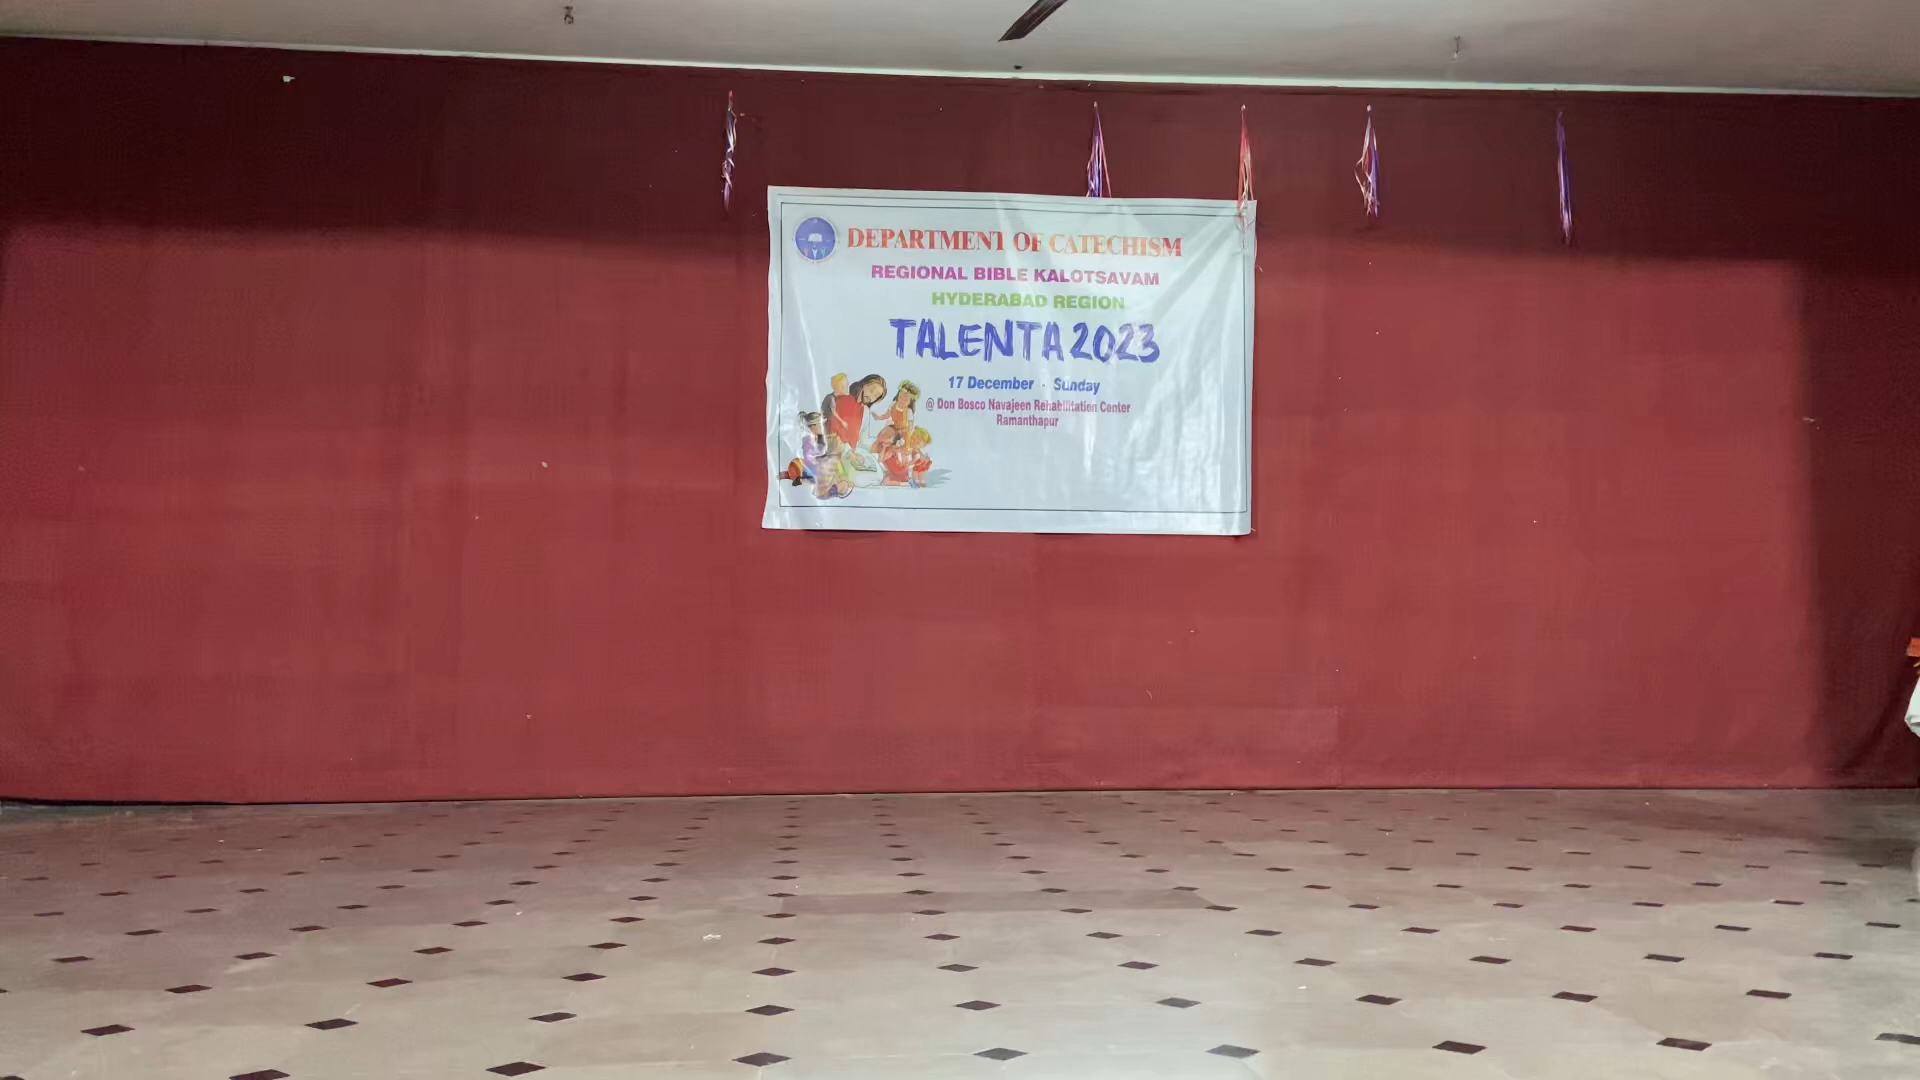 DEPARTMENT OF CATECHISM
REGIONAL BIBLE KALOTSAVAM
HYDERABAD REGION
TALENTA 2023
17 December - Sunday
@ Don Bosco Navajeen Rehabilitation Center
Ramanthapur